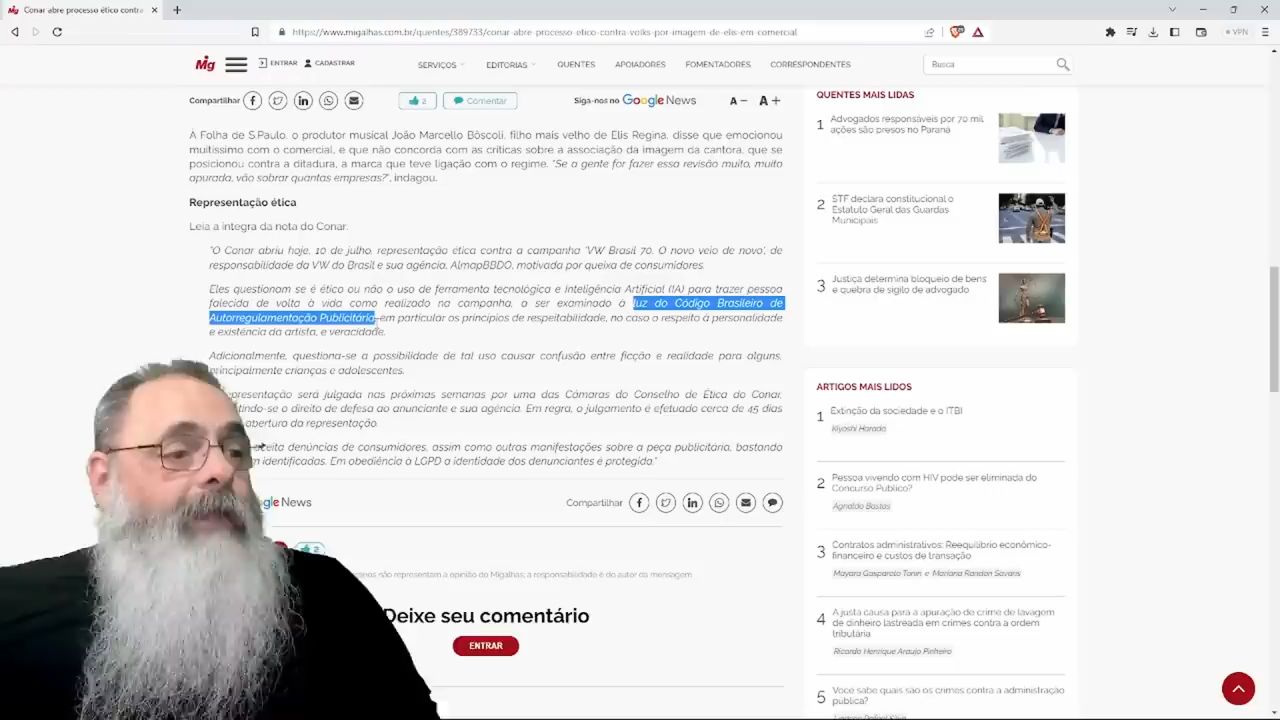 Conar abre processo ético contra
https://www.migalhas.com.br/quentes/389733/conar-abre-processo-etico-contra-volks-por-imagem-de-elis-em-comercial
VPN
Mg
ENTRAR
CADASTRAR
SERVIÇOS
EDITORIAS
QUENTES
APOIADORES
FOMENTADORES
CORRESPONDENTES
Busca
Compartilhar
2
Comentar
Siga-nos no Google News
A- A+
A Folha de S.Paulo, o produtor musical João Marcello Bôscoli, filho mais velho de Elis Regina, disse que emocionou
muitíssimo com o comercial, e que não concorda com as críticas sobre a associação da imagem da cantora, que se
posicionou contra a ditadura, a marca que teve ligação com o regime. "Se a gente for fazer essa revisão muito, muito
apurada, vão sobrar quantas empresas?", indagou.
Representação ética
Leia a íntegra da nota do Conar:
"O Conar abriu hoje, 10 de julho, representação ética contra a campanha 'VW Brasil 70. O novo veio de novo', de
responsabilidade da VW do Brasil e sua agência, AlmapBBDO, motivada por queixa de consumidores.
Eles questionam se é ético ou não o uso de ferramenta tecnológica e Inteligência Artificial (IA) para trazer pessoa
falecida de volta à vida como realizado na campanha, a ser examinado à luz do Código Brasileiro de
Autorregulamentação Publicitária, em particular os princípios de respeitabilidade, no caso o respeito à personalidade
e existência da artista, e veracidade.
Adicionalmente, questiona-se a possibilidade de tal uso causar confusão entre ficção e realidade para alguns,
principalmente crianças e adolescentes.
presentação será julgada nas próximas semanas por uma das Câmaras do Conselho de Ética do Conar,
tindo-se o direito de defesa ao anunciante e sua agência. Em regra, o julgamento é efetuado cerca de 45 dias
abertura da representação.
aceita denúncias de consumidores, assim como outras manifestações sobre a peça publicitária, bastando
m identificadas. Em obediência à LGPD a identidade dos denunciantes é protegida."
gle News
Compartilhar
2
não representam a opinião do Migalhas; a responsabilidade é do autor da mensagem
Deixe seu comentário
ENTRAR
QUENTES MAIS LIDAS
1 Advogados responsáveis por 70 mil
ações são presos no Paraná
2 STF declara constitucional o
Estatuto Geral das Guardas
Municipais
3 Justiça determina bloqueio de bens
e quebra de sigilo de advogado
ARTIGOS MAIS LIDOS
1 Extinção da sociedade e o ITBI
Kiyoshi Harada
2 Pessoa vivendo com HIV pode ser eliminada do
Concurso Público?
Agnaldo Bastos
3 Contratos administrativos: Reequilíbrio econômico-
financeiro e custos de transação
Mayara Gasparoto Tonin e Mariana Randon Savaris
4 A justa causa para a apuração de crime de lavagem
de dinheiro lastreada em crimes contra a ordem
tributária
Ricardo Henrique Araujo Pinheiro
5 Você sabe quais são os crimes contra a administração
pública?